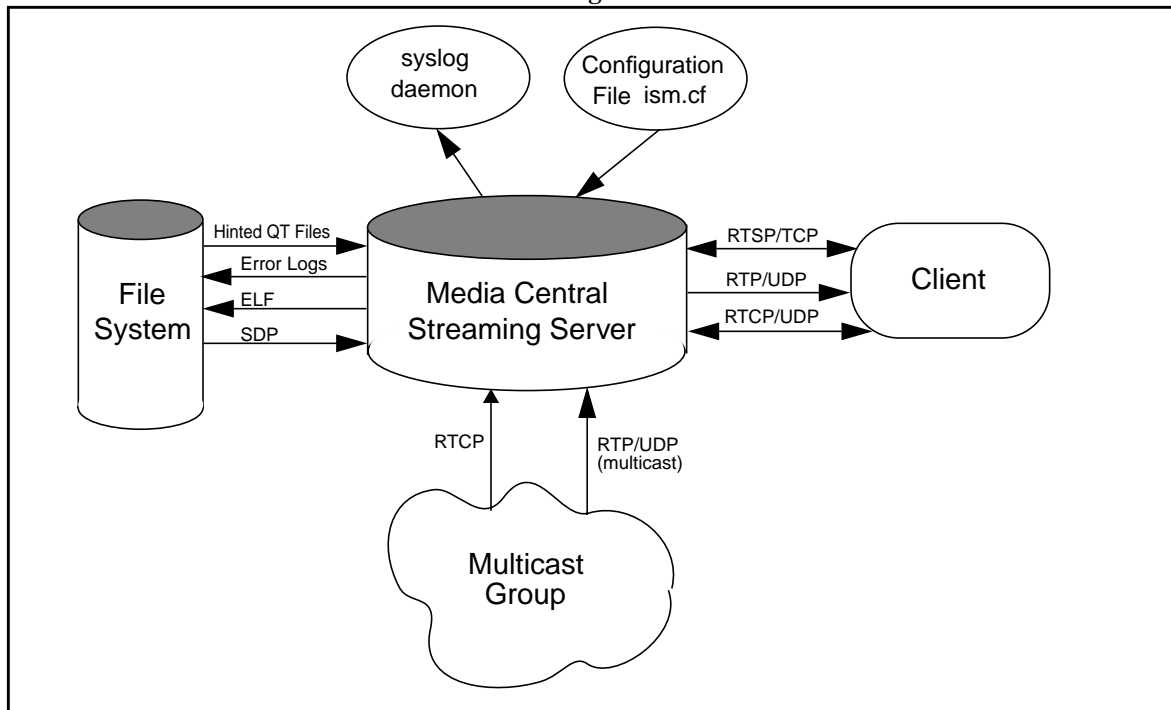 syslog
daemon
Configuration
File ism.cf
Hinted QT Files
Error Logs
ELF
SDP
File
System
Media Central
Streaming Server
RTSP/TCP
RTP/UDP
RTCP/UDP
Client
RTCP
RTP/UDP
(multicast)
Multicast
Group